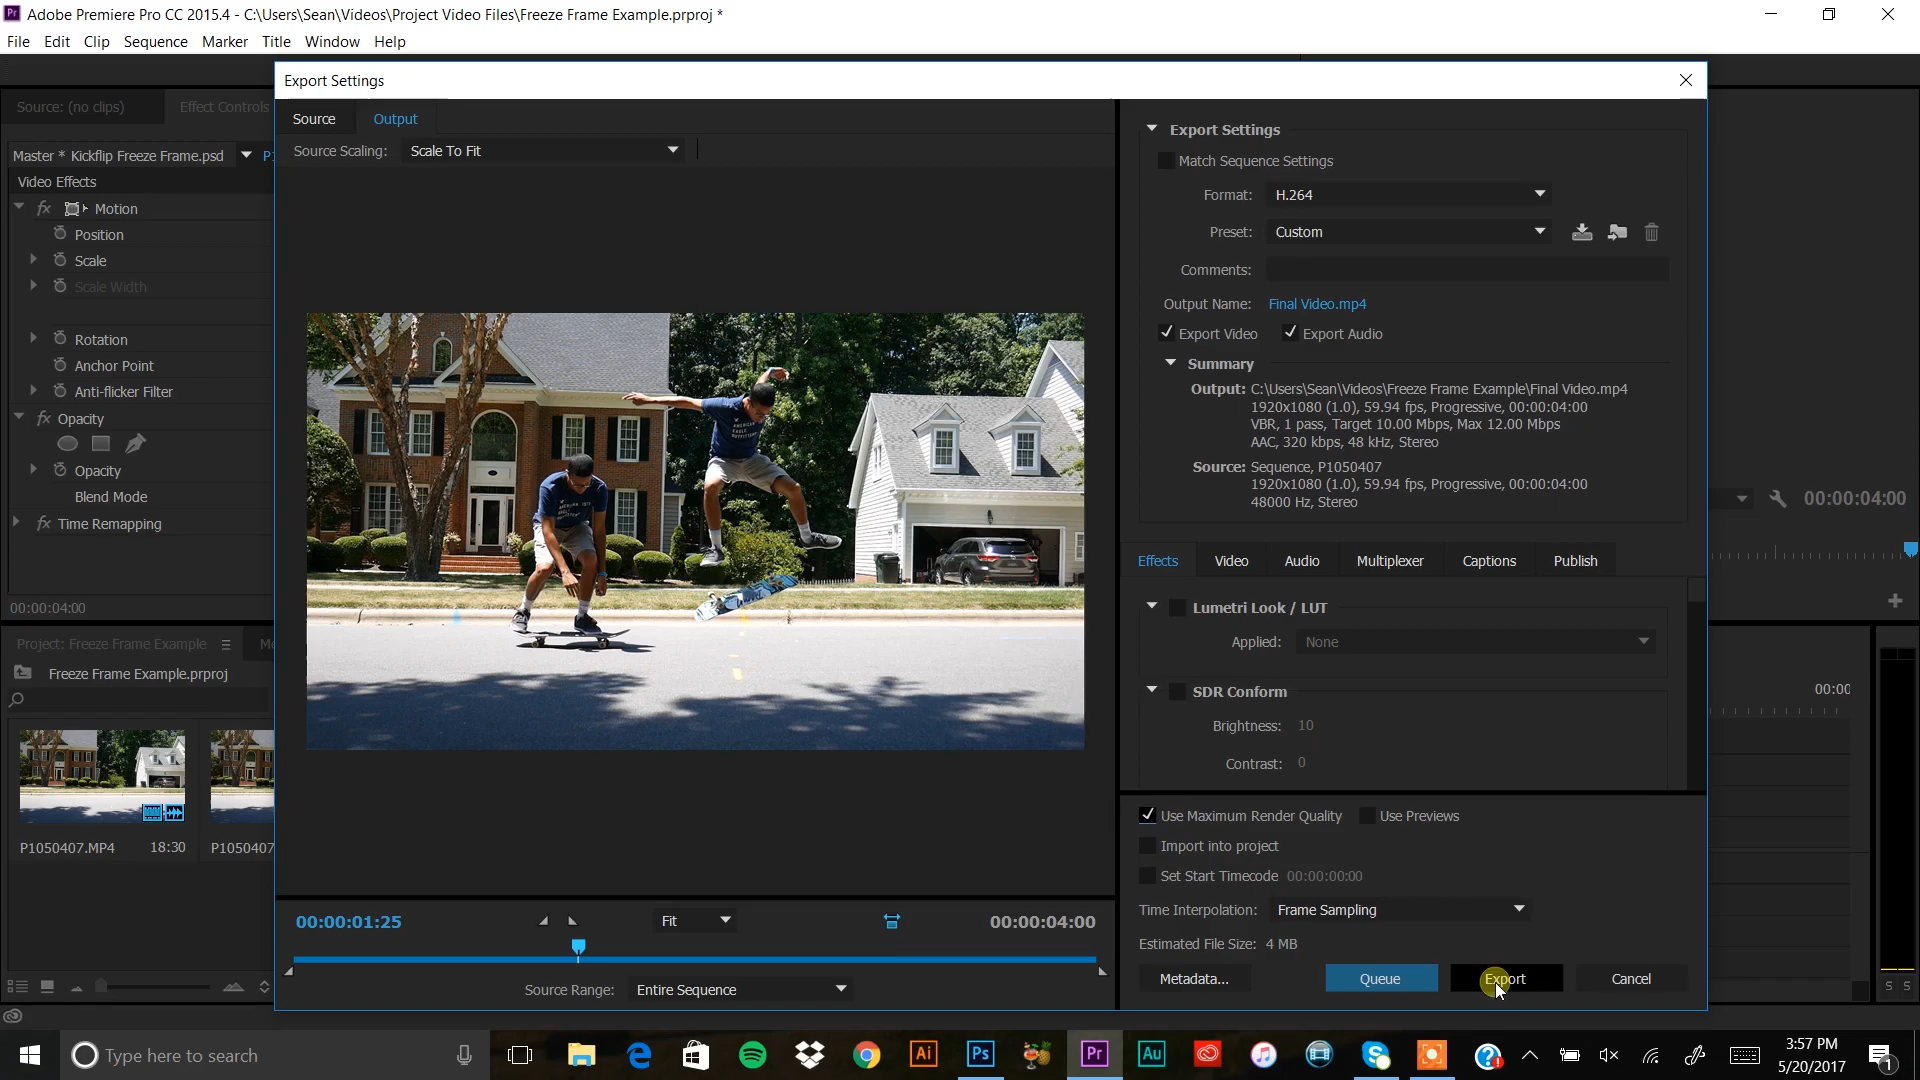 Adobe Premiere Pro CC 2015.4 - C:\Users\Sean\Videos\Project Video Files\Freeze Frame Example.prproj *
File Edit Clip Sequence Marker Title Window Help
Export Settings
Source: (no clips) Effect Controls
Master * Kickflip Freeze Frame.psd
Video Effects
fx Motion
Position
Scale
Scale Width
Rotation
Anchor Point
Anti-flicker Filter
fx Opacity
Opacity
Blend Mode
fx Time Remapping
00:00:04:00
Project: Freeze Frame Example
Freeze Frame Example.prproj
P1050407.MP4 18:30 P1050407
Source Output
Source Scaling: Scale To Fit
00:00:01:25 Fit 00:00:04:00
Source Range: Entire Sequence
Export Settings
Match Sequence Settings
Format: H.264
Preset: Custom
Comments:
Output Name: Final Video.mp4
Export Video Export Audio
Summary
Output: C:\Users\Sean\Videos\Freeze Frame Example\Final Video.mp4
1920x1080 (1.0), 59.94 fps, Progressive, 00:00:04:00
VBR, 1 pass, Target 10.00 Mbps, Max 12.00 Mbps
AAC, 320 kbps, 48 kHz, Stereo
Source: Sequence, P1050407
1920x1080 (1.0), 59.94 fps, Progressive, 00:00:04:00
48000 Hz, Stereo
Effects Video Audio Multiplexer Captions Publish
Lumetri Look / LUT
Applied: None
SDR Conform
Brightness: 10
Contrast: 0
Use Maximum Render Quality Use Previews
Import into project
Set Start Timecode 00:00:00:00
Time Interpolation: Frame Sampling
Estimated File Size: 4 MB
Metadata... Queue Export Cancel
00:00:04:00
00:00
S S
Type here to search
Ai Ps Pr Au
3:57 PM
5/20/2017
1